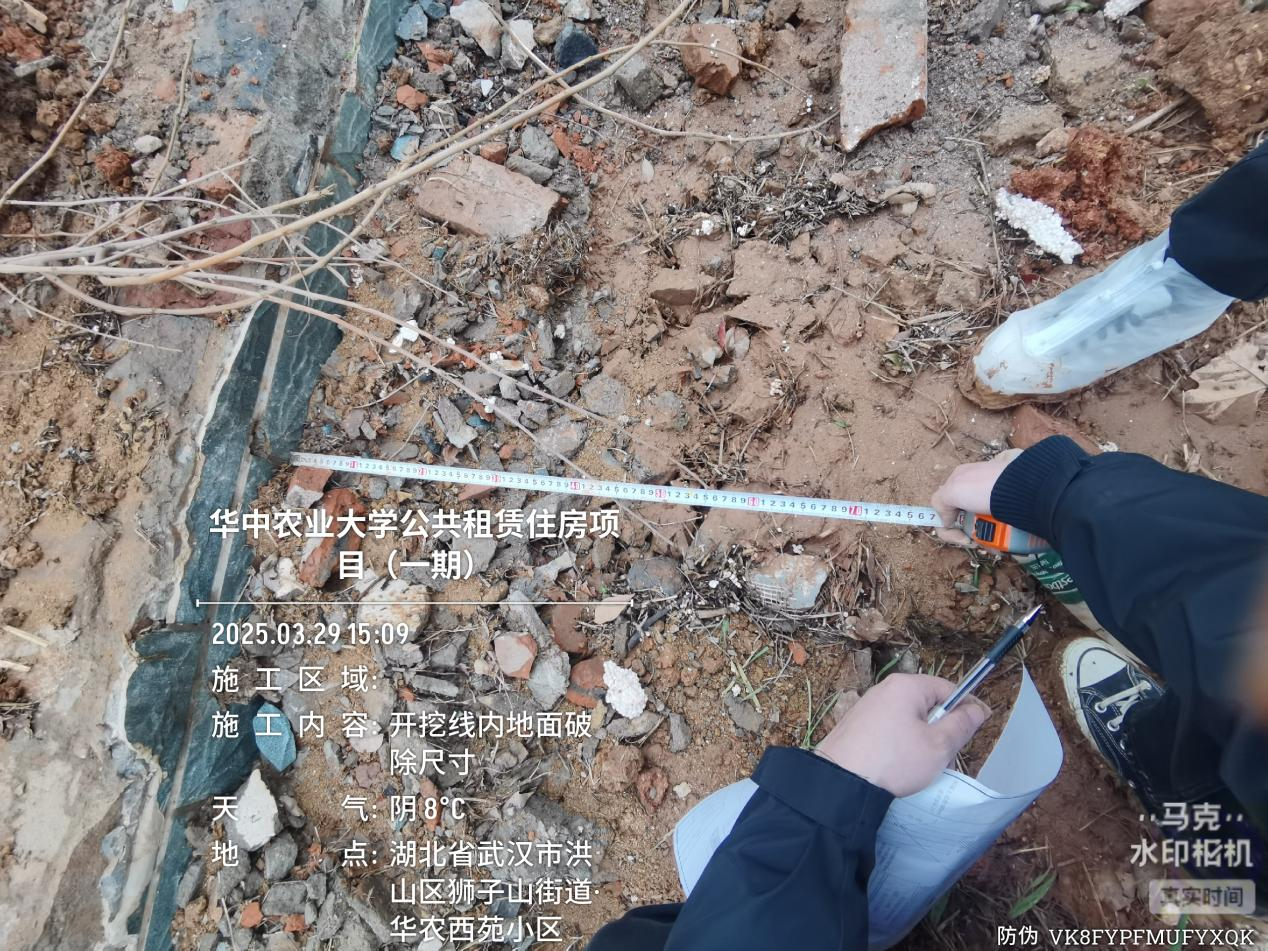 华中农业大学公共租赁住房项
目（一期）
2025.03.29 15:09
施工区域:
施工内容: 开挖线内地面破
除尺寸
天气: 阴 8°C
地点: 湖北省武汉市洪
山区狮子山街道·
华农西苑小区
马克
水印相机
真实时间
防伪 VK8FYPFMUFYXQK